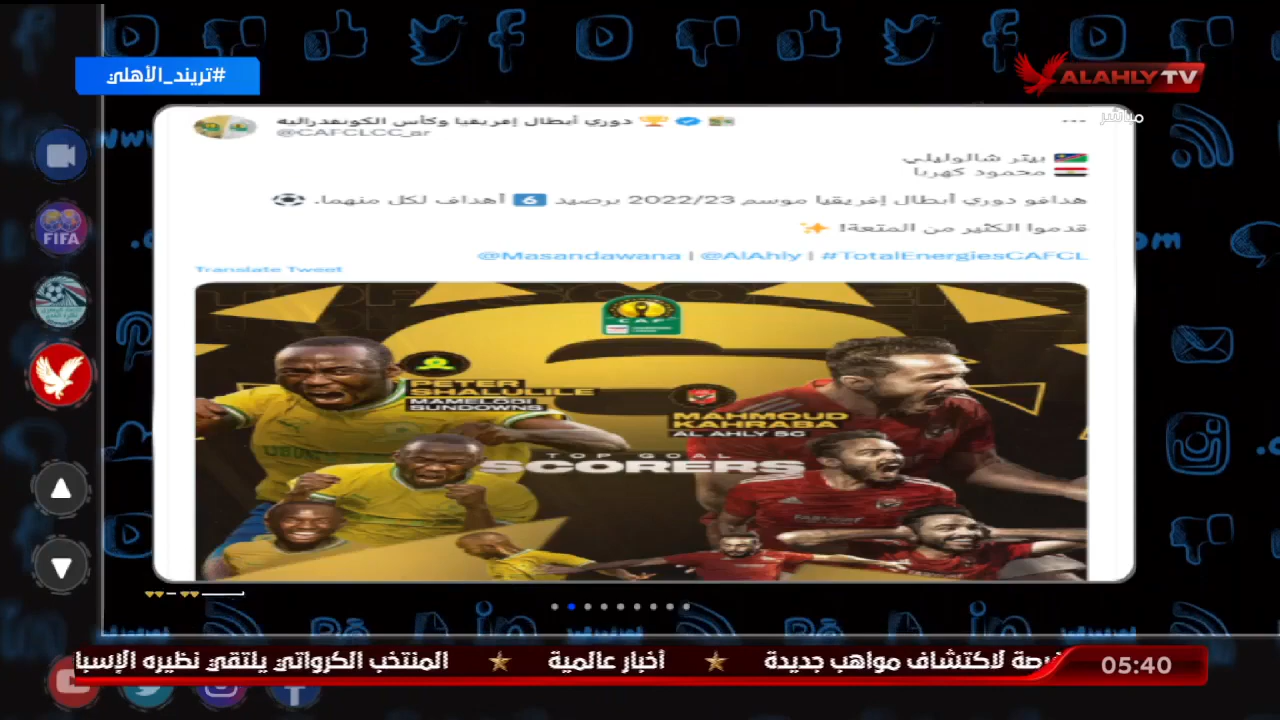 #تريند_الأهلي
ALAHLY TV
مباشر
دوري أبطال إفريقيا وكأس الكونفدرالية
@CAFCLCC_ar
بيتر شالوليلي
محمود كهربا
هدافو دوري أبطال إفريقيا موسم 2022/23 برصيد 6 أهداف لكل منهما.
قدموا الكثير من المتعة!
@Masandawana | @AlAhly | #TotalEnergiesCAFCL
Translate Tweet
FIFA
CAF
PETER
SHALULILE
MAMELODI
SUNDOWNS
MAHMOUD
KAHRABA
AL AHLY SC
TOP GOAL
SCORERS
05:40
لاكتشاف مواهب جديدة ★ أخبار عالمية ★ المنتخب الكرواتي يلتقي نظيره